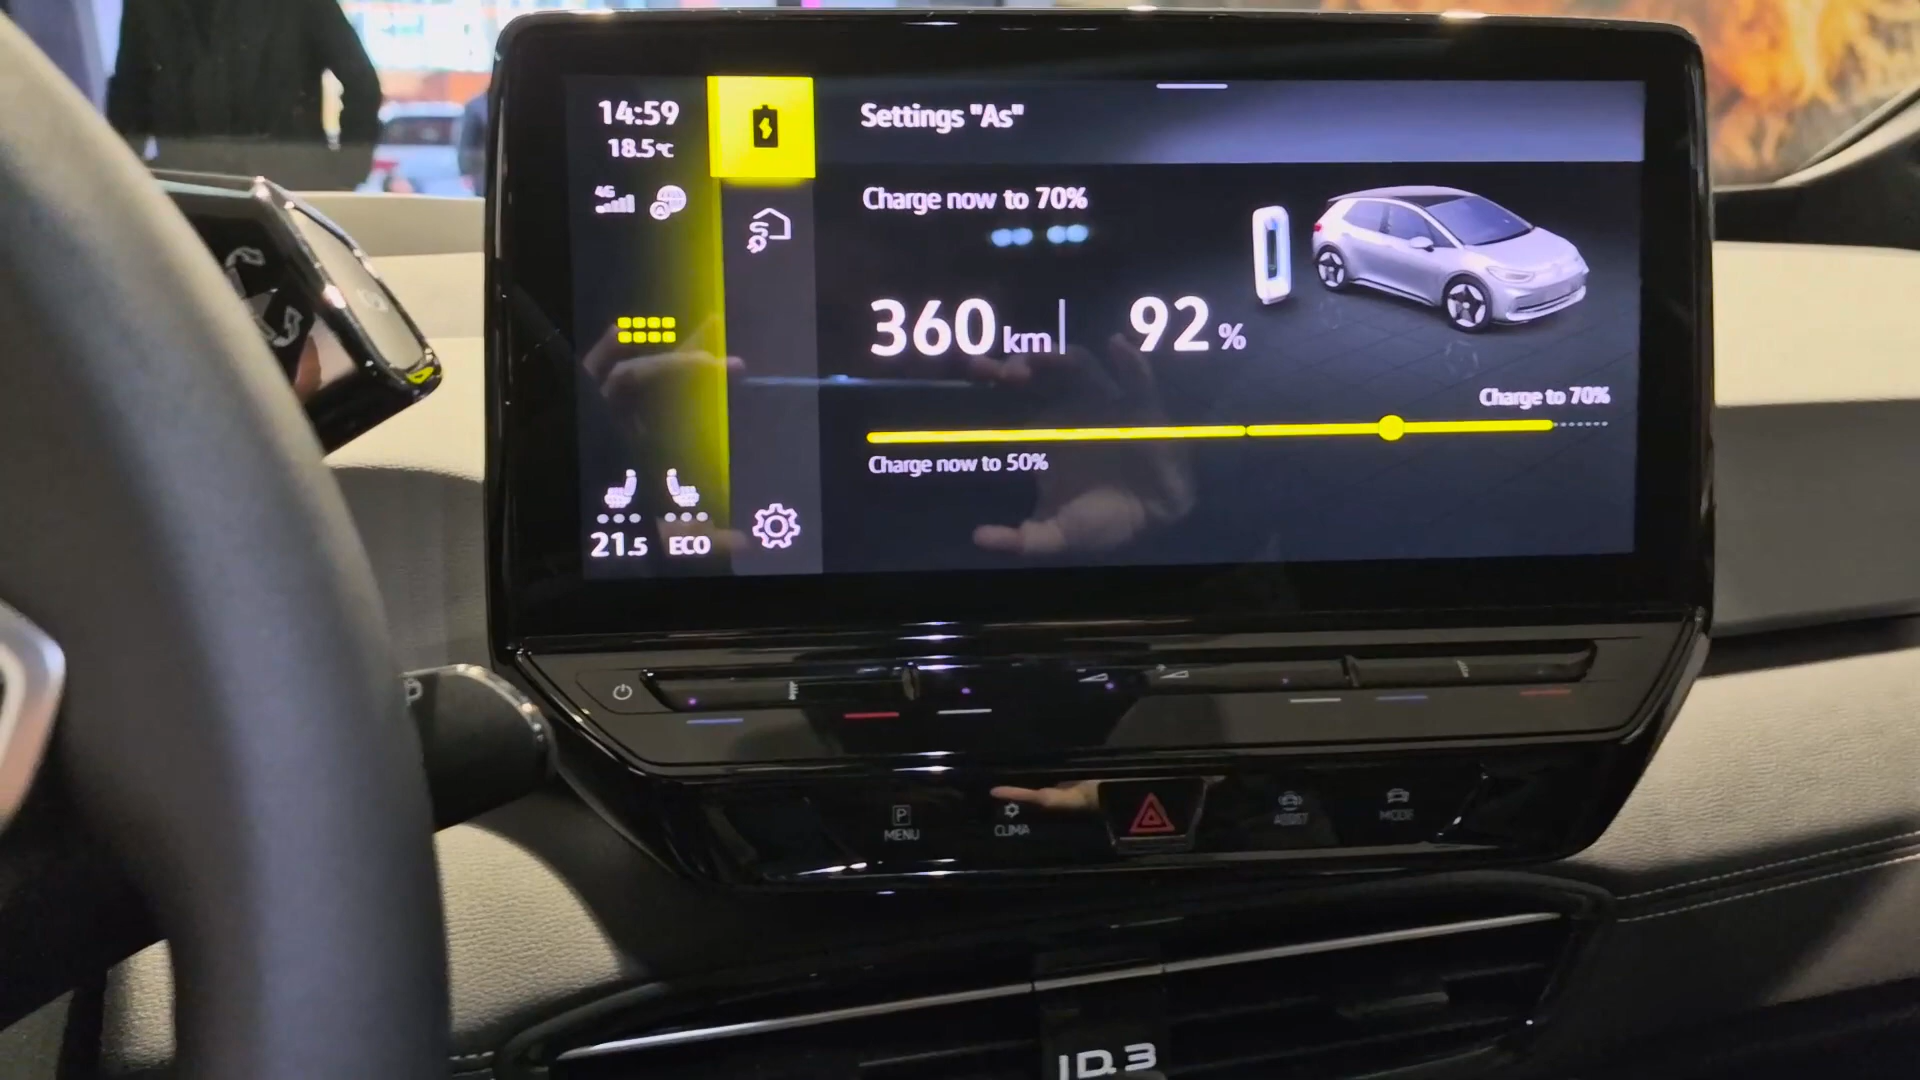 14:59
18.5°C
4G
Settings "As"
Charge now to 70%
360 km
92 %
Charge to 70%
Charge now to 50%
21.5 ECO
P
MENU
CLIMA
ASSIST
MODE
ID.3